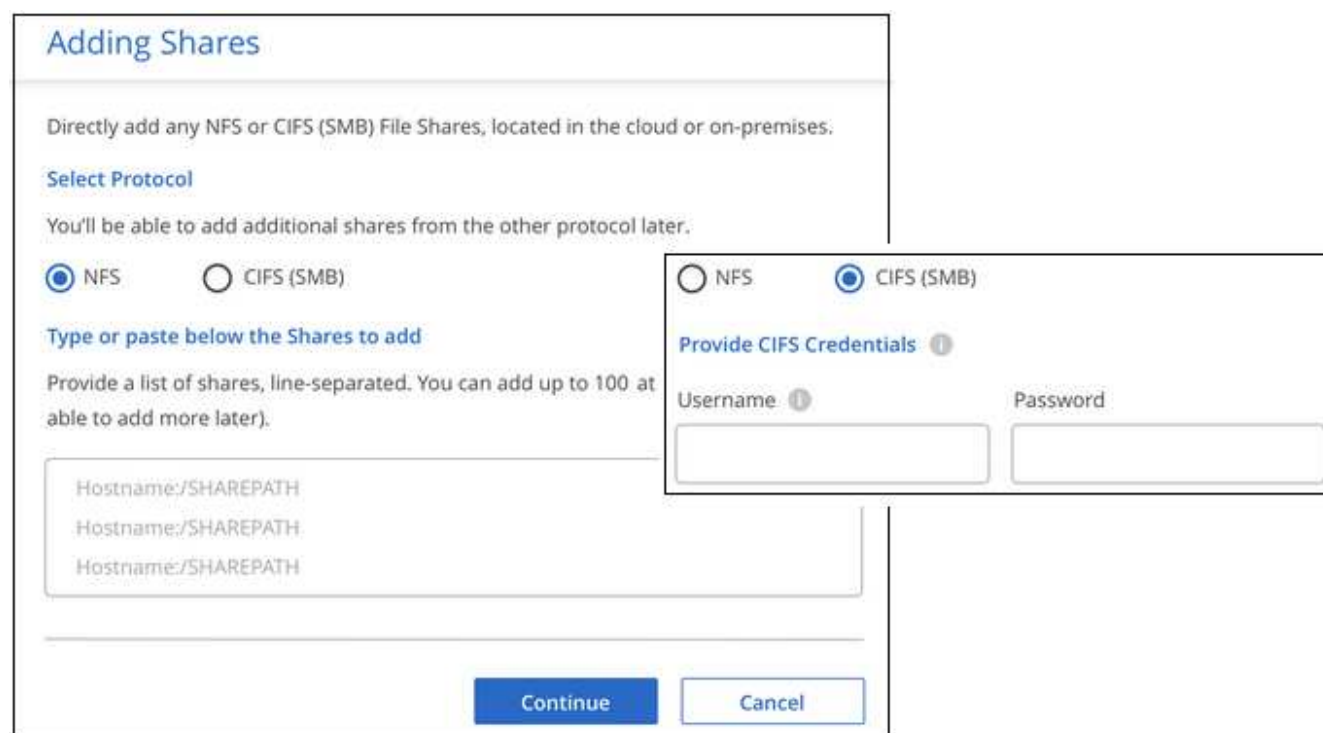 Adding Shares
Directly add any NFS or CIFS (SMB) File Shares, located in the cloud or on-premises.
Select Protocol
You'll be able to add additional shares from the other protocol later.
NFS CIFS (SMB)
Type or paste below the Shares to add
Provide a list of shares, line-separated. You can add up to 100 at
able to add more later).
Hostname:/SHAREPATH
Hostname:/SHAREPATH
Hostname:/SHAREPATH
Continue Cancel
NFS CIFS (SMB)
Provide CIFS Credentials
Username Password